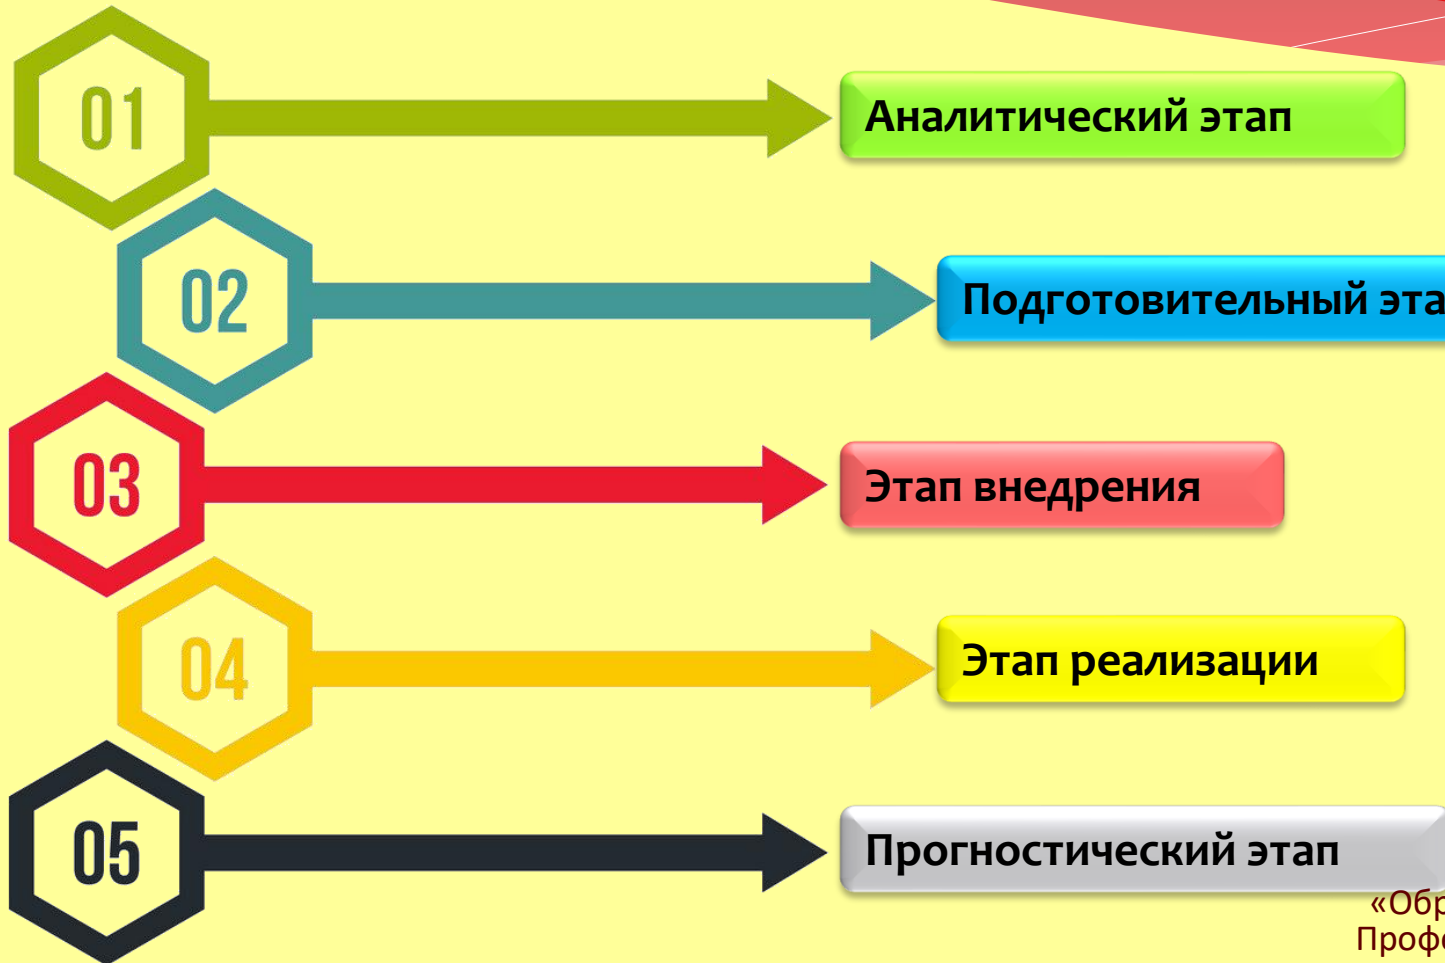 01
Аналитический этап
02
Подготовительный эта
03
Этап внедрения
04
Этап реализации
05
Прогностический этап
«Обр
Профе